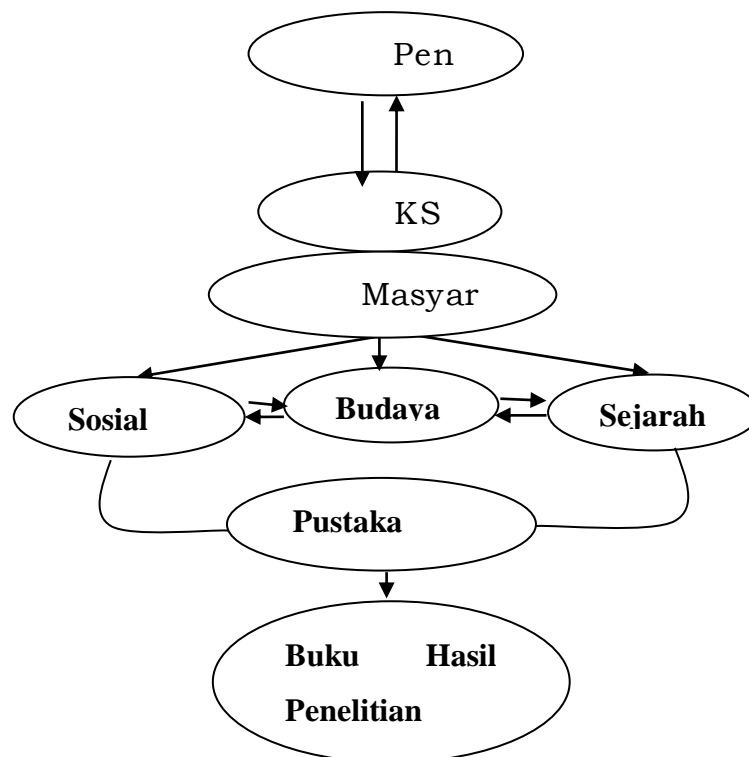 Pen
KS
Masyar
Sosial
Budaya
Sejarah
Pustaka
Buku Hasil
Penelitian